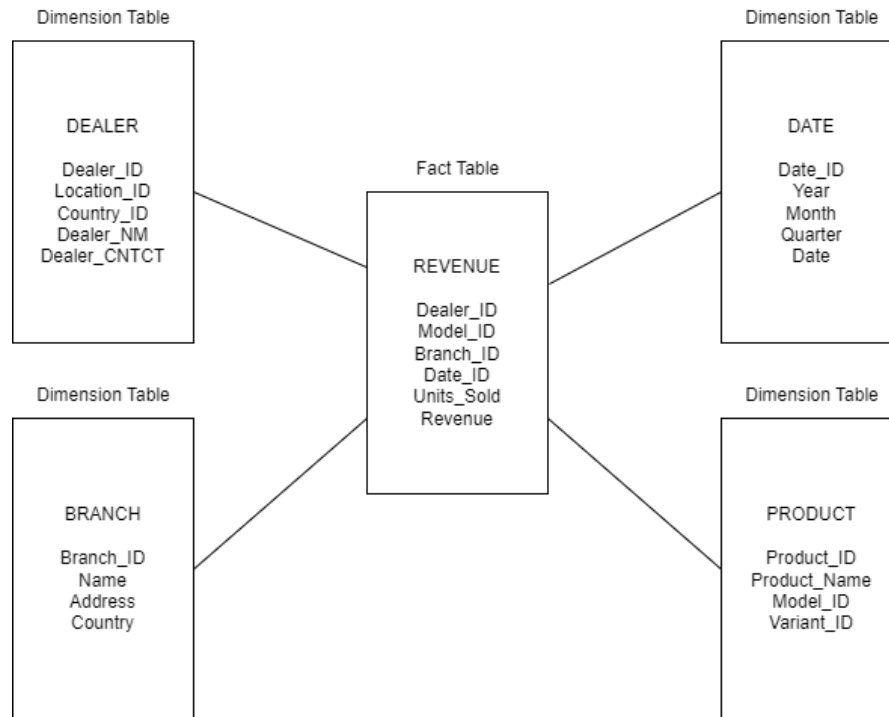 Dimension Table
DEALER
Dealer_ID
Location_ID
Country_ID
Dealer_NM
Dealer_CNTCT
Dimension Table
DATE
Date_ID
Year
Month
Quarter
Date
Fact Table
REVENUE
Dealer_ID
Model_ID
Branch_ID
Date_ID
Units_Sold
Revenue
Dimension Table
BRANCH
Branch_ID
Name
Address
Country
Dimension Table
PRODUCT
Product_ID
Product_Name
Model_ID
Variant_ID